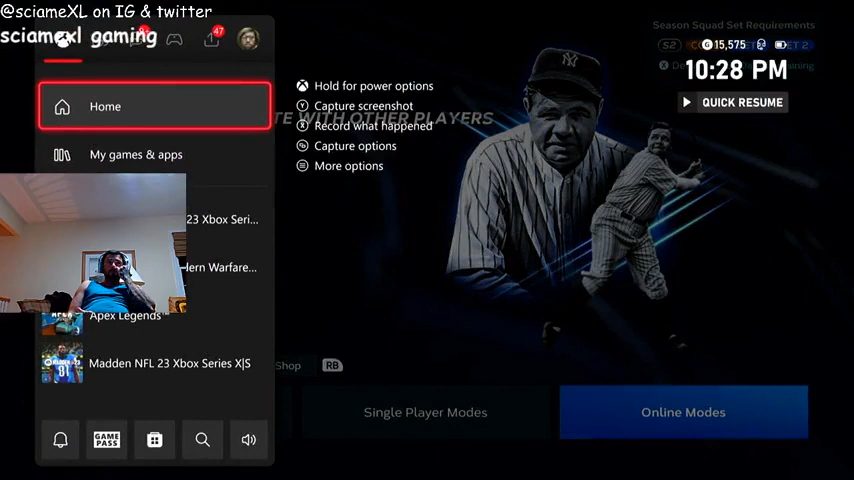 @sciameXL on IG & twitter
sciamexl gaming
47
Season Squad Set Requirements
S2
15,575
10:28 PM
QUICK RESUME
Home
Hold for power options
Capture screenshot
TE WITH OTHER PLAYERS
Record what happened
Capture options
More options
My games & apps
23 Xbox Seri...
ern Warfare...
Apex Legends™
Madden NFL 23 Xbox Series X|S
Shop
RB
Single Player Modes
Online Modes
GAME PASS